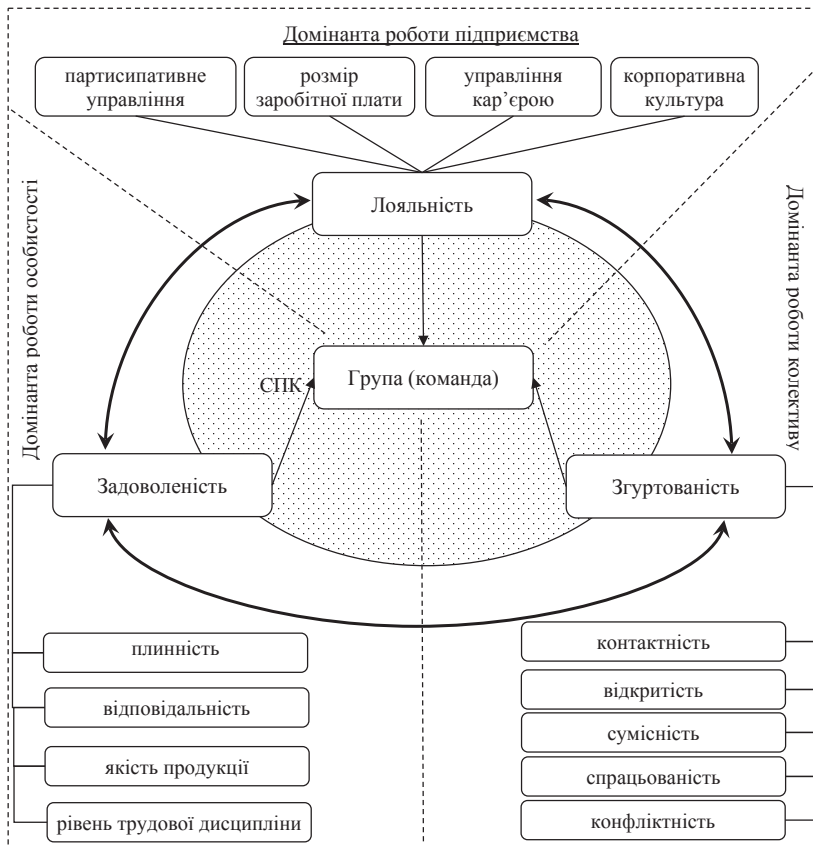 Домінанта роботи підприємства
партисипативне
управління
розмір
заробітної плати
управління
кар’єрою
корпоративна
культура
Лояльність
Домінанта роботи особистості
Домінанта роботи колективу
Група (команда)
СПК
Задоволеність
Згуртованість
плинність
відповідальність
якість продукції
рівень трудової дисципліни
контактність
відкритість
сумісність
спрацьованість
конфліктність